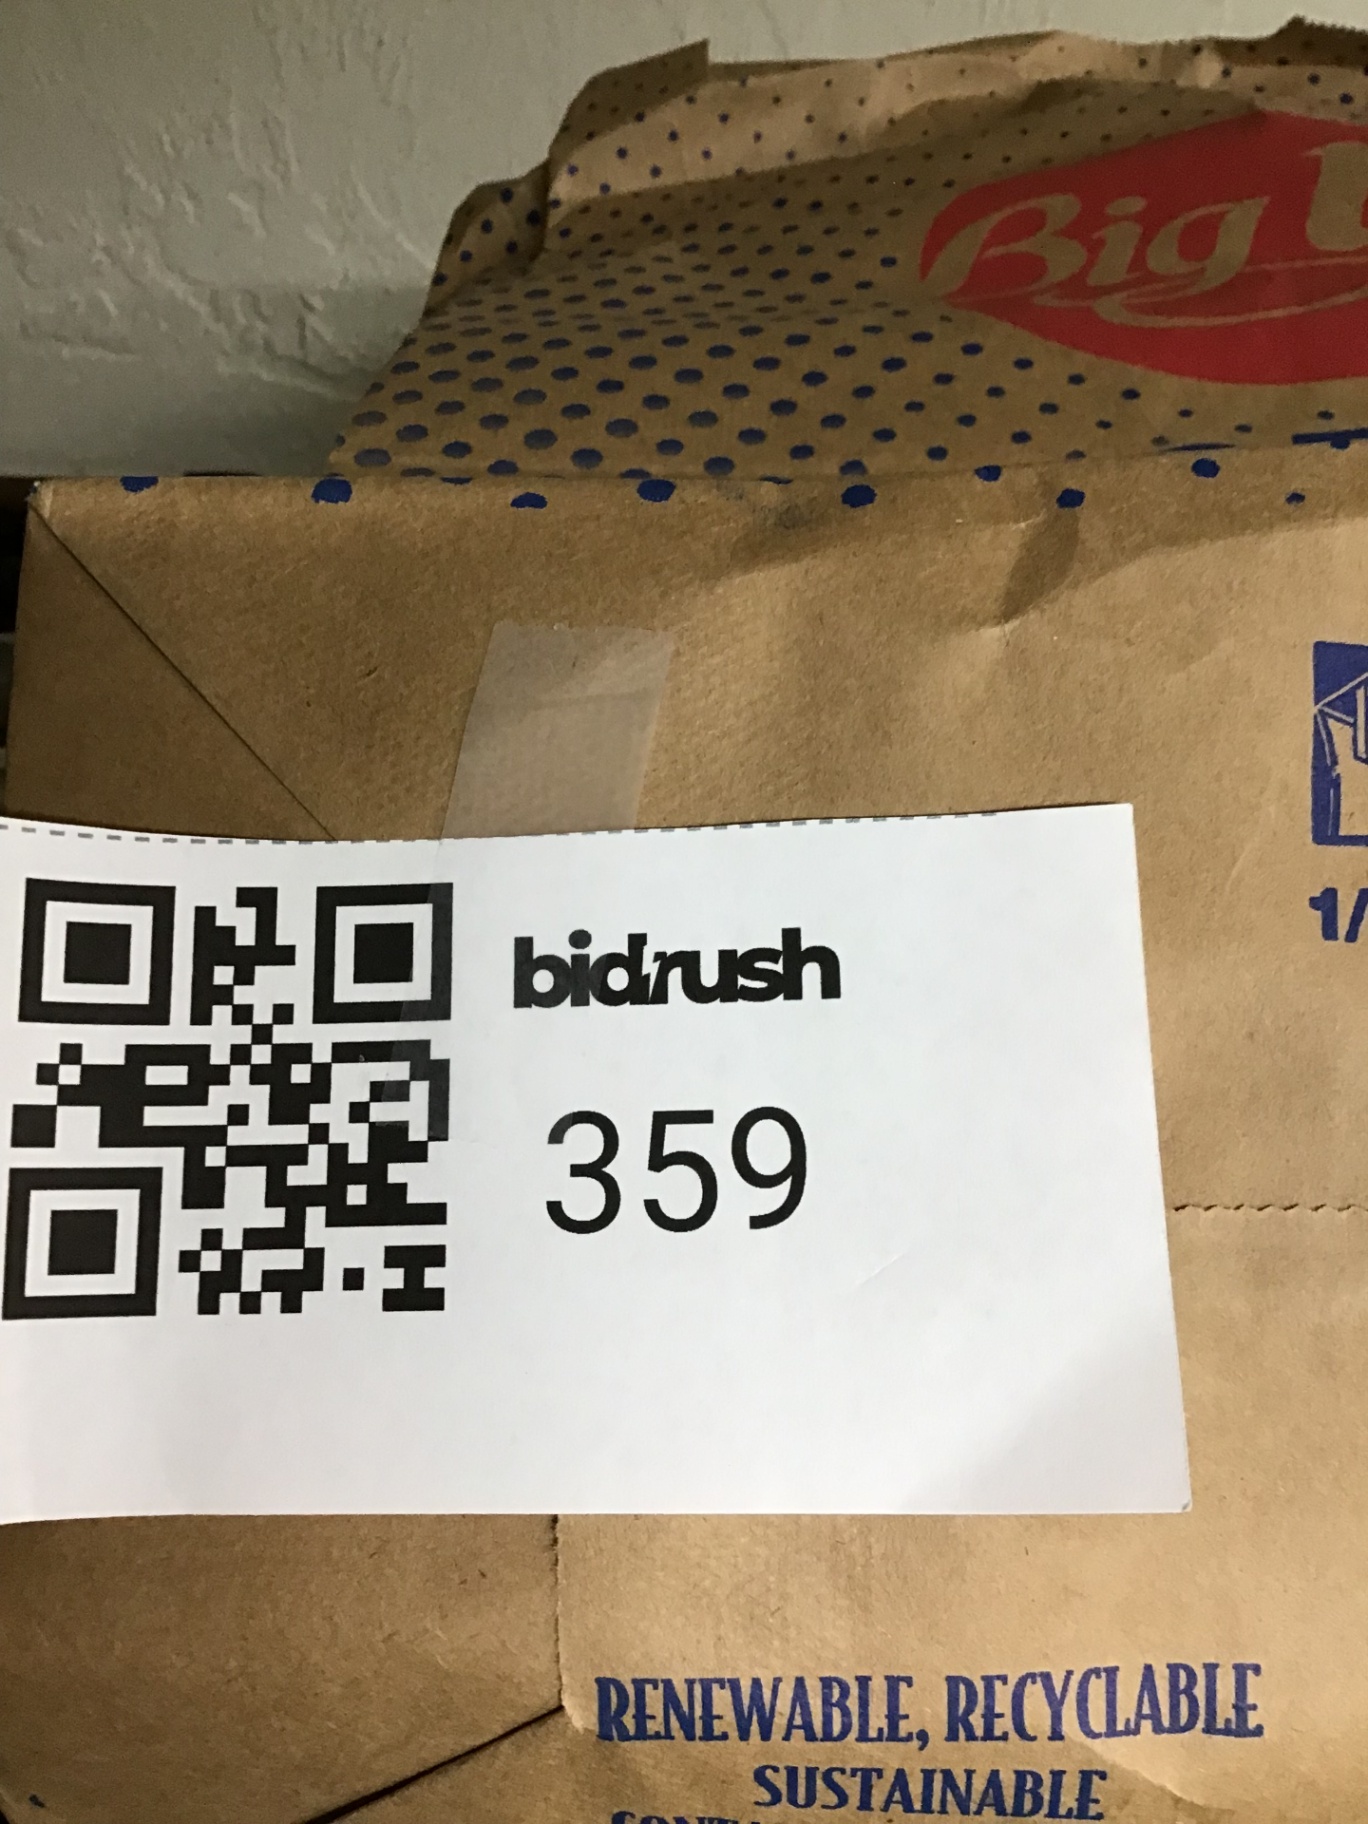 Big
1/
bidrush
359
RENEWABLE, RECYCLABLE
SUSTAINABLE